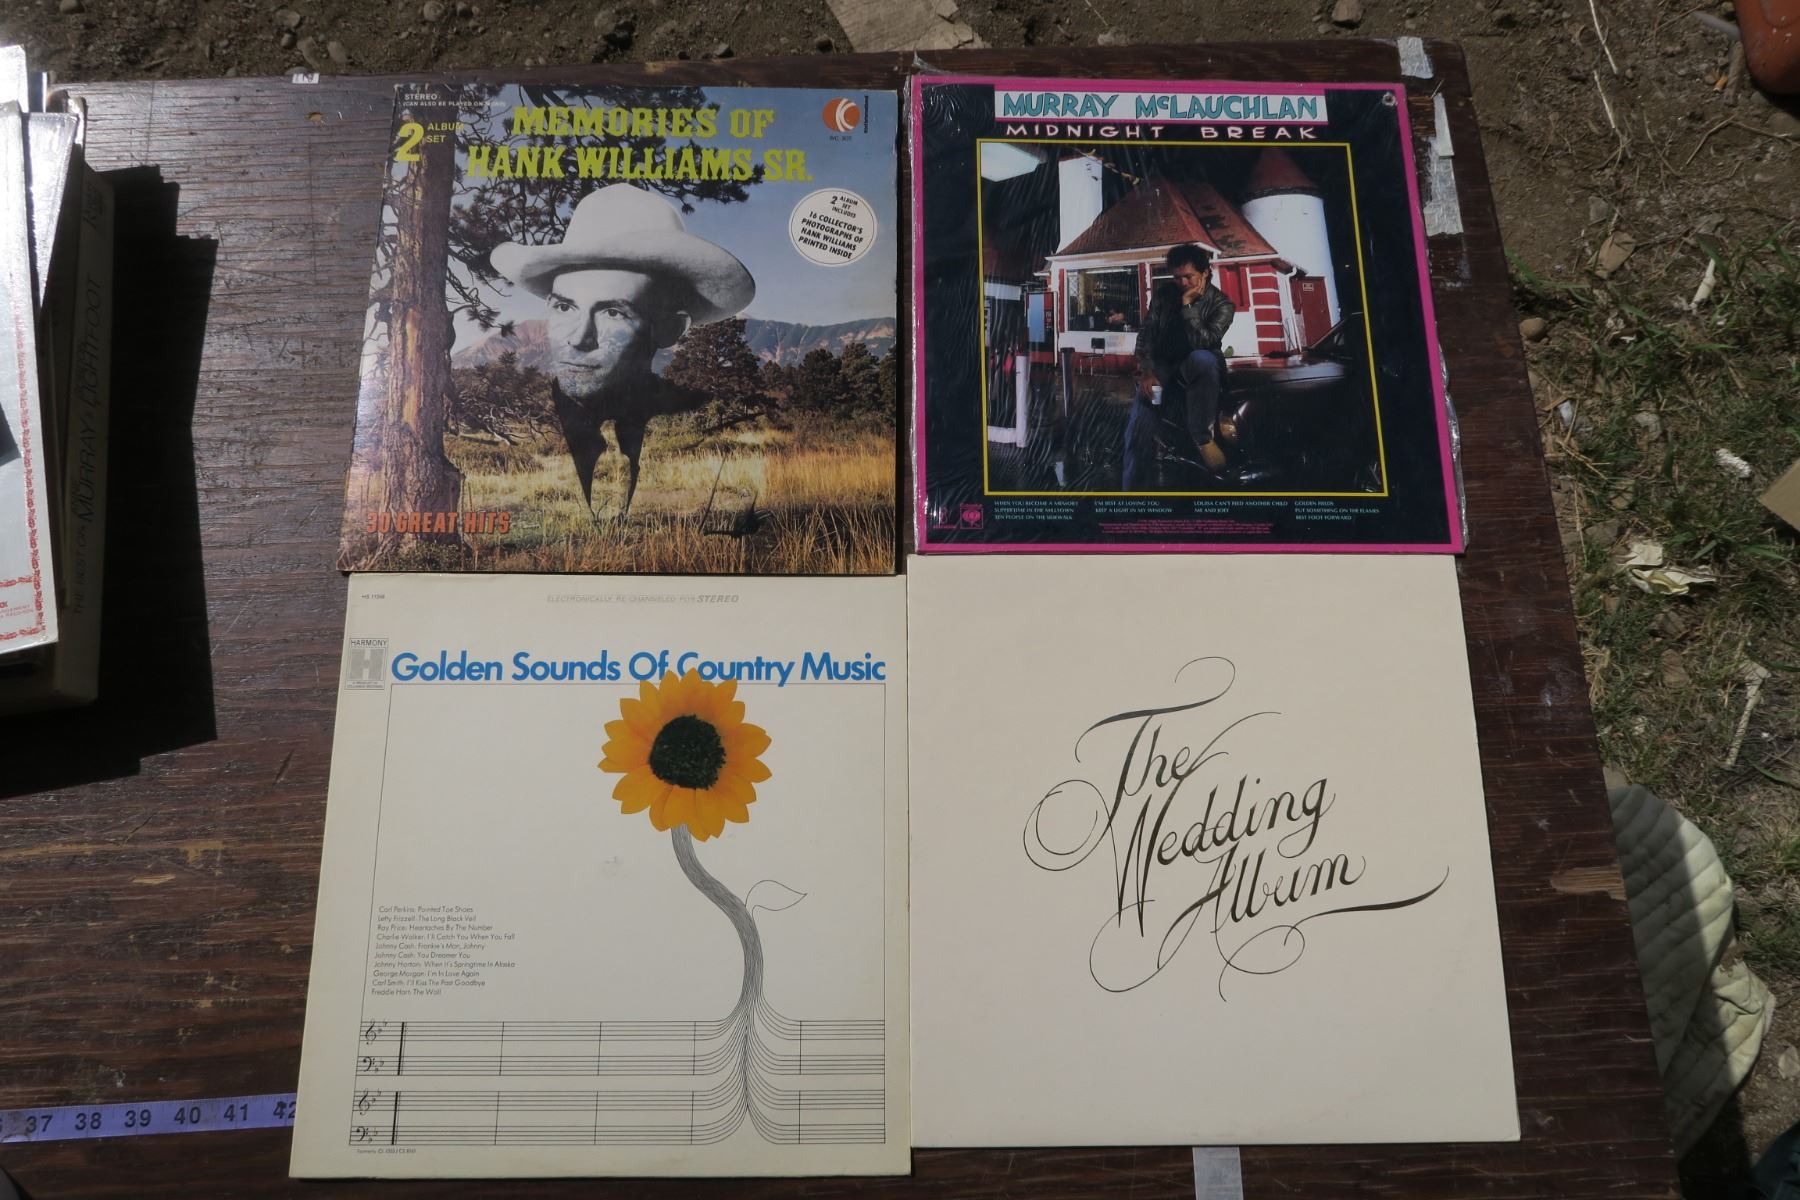 STEREO
(CAN ALSO BE PLAYED ON MONO)
2 ALBUM SET
MEMORIES OF
HANK WILLIAMS SR.
K
WC 308
2
ALBUM
SET
INCLUDES
16 COLLECTOR'S
PHOTOGRAPHS OF
HANK WILLIAMS
PRINTED INSIDE
30 GREAT HITS
MURRAY McLAUCHLAN
MIDNIGHT BREAK
WHEN YOU BECOME A MEMORY
SUPPERTIME IN THE MILLTOWN
TEN PEOPLE ON THE SIDEWALK
I'M BEST AT LOVING YOU
KEEP A LIGHT IN MY WINDOW
LOUISA CAN'T FEED ANOTHER CHILD
ME AND JOEY
GOLDEN FIELDS
PUT SOMETHING ON THE FLAMES
BEST FOOT FORWARD
ELECTRONICALLY RE-CHANNELED FOR STEREO
HARMONY
H
Golden Sounds Of Country Music
Carl Perkins: Pointed Toe Shoes
Lefty Frizzell: The Long Black Veil
Ray Price: Heartaches By The Number
Charlie Walker: I'll Catch You When You Fall
Johnny Cash: Frankie's Man, Johnny
Johnny Cash: You Dreamer You
Johnny Horton: When It's Springtime In Alaska
George Morgan: I'm In Love Again
Carl Smith: I'll Kiss The Past Goodbye
Freddie Hart: The Wall
The
Wedding
Album
THE BEST OF MURRAY
LIGHTFOOT
37 38 39 40 41 42